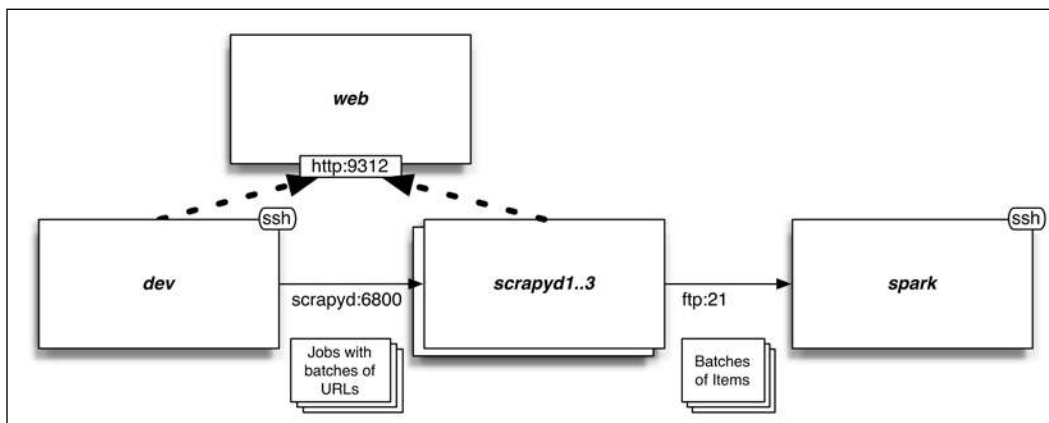 web
http:9312
ssh
ssh
dev
scrapyd1..3
spark
scrapyd:6800
ftp:21
Jobs with
batches of
URLs
Batches
of Items